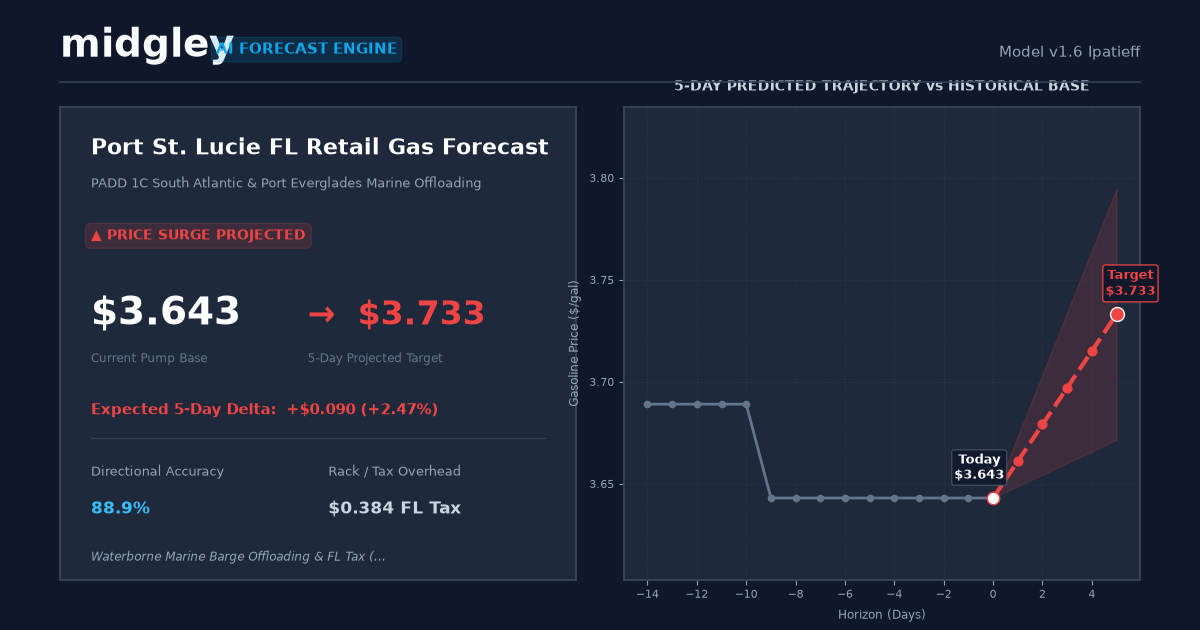 midgley
AI FORECAST ENGINE
Model v1.6 Ipatieff
Port St. Lucie FL Retail Gas Forecast
PADD 1C South Atlantic & Port Everglades Marine Offloading
▲ PRICE SURGE PROJECTED
$3.643
→ $3.733
Current Pump Base
5-Day Projected Target
Expected 5-Day Delta: +$0.090 (+2.47%)
Directional Accuracy
Rack / Tax Overhead
88.9%
$0.384 FL Tax
Waterborne Marine Barge Offloading & FL Tax (...
5-DAY PREDICTED TRAJECTORY vs HISTORICAL BASE
Gasoline Price ($/gal)
3.80
3.75
3.70
3.65
Target
$3.733
Today
$3.643
−14 −12 −10 −8 −6 −4 −2 0 2 4
Horizon (Days)